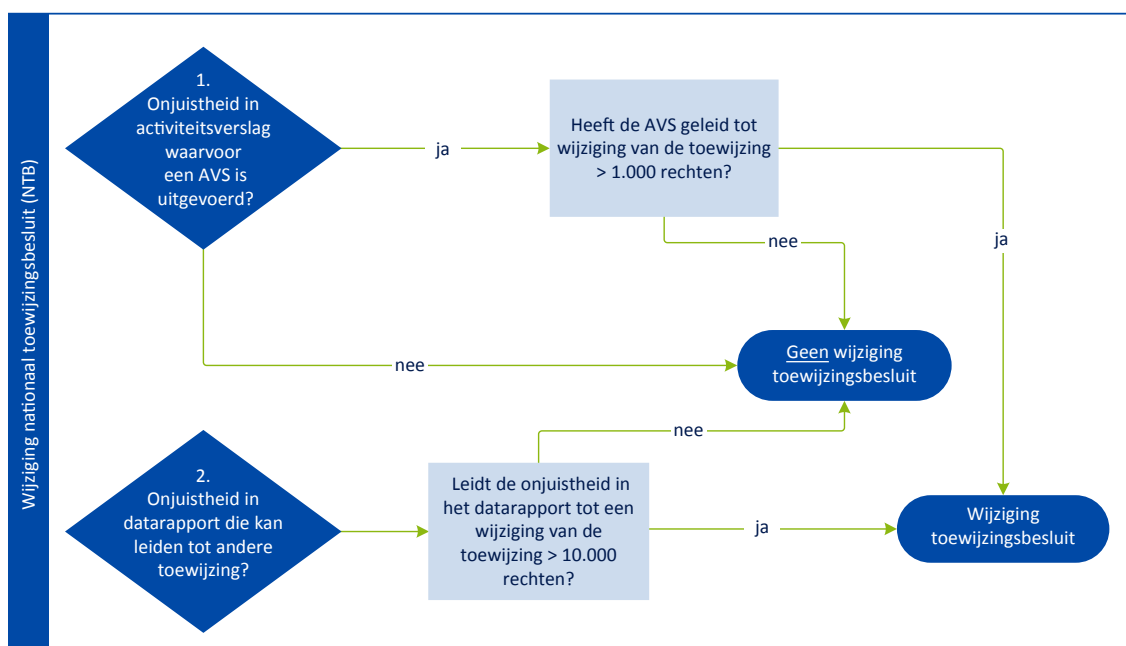 Wijziging nationaal toewijzingsbesluit (NTB)
1.
Onjuistheid in
activiteitsverslag
waarvoor
een AVS is
uitgevoerd?
ja
Heeft de AVS geleid tot
wijziging van de toewijzing
> 1.000 rechten?
nee
ja
nee
Geen wijziging
toewijzingsbesluit
nee
2.
Onjuistheid in
datarapport die kan
leiden tot andere
toewijzing?
Leidt de onjuistheid in
het datarapport tot een
wijziging van de
toewijzing > 10.000
rechten?
ja
Wijziging
toewijzingsbesluit